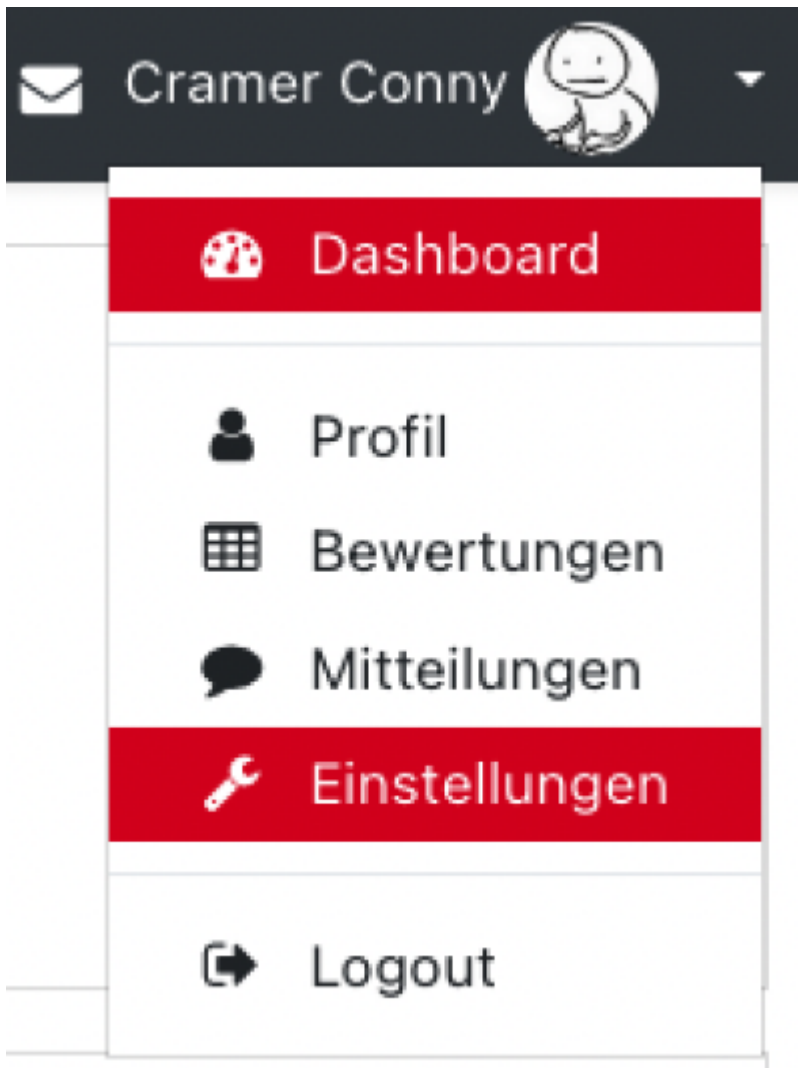 Cramer Conny
Dashboard
Profil
Bewertungen
Mitteilungen
Einstellungen
Logout